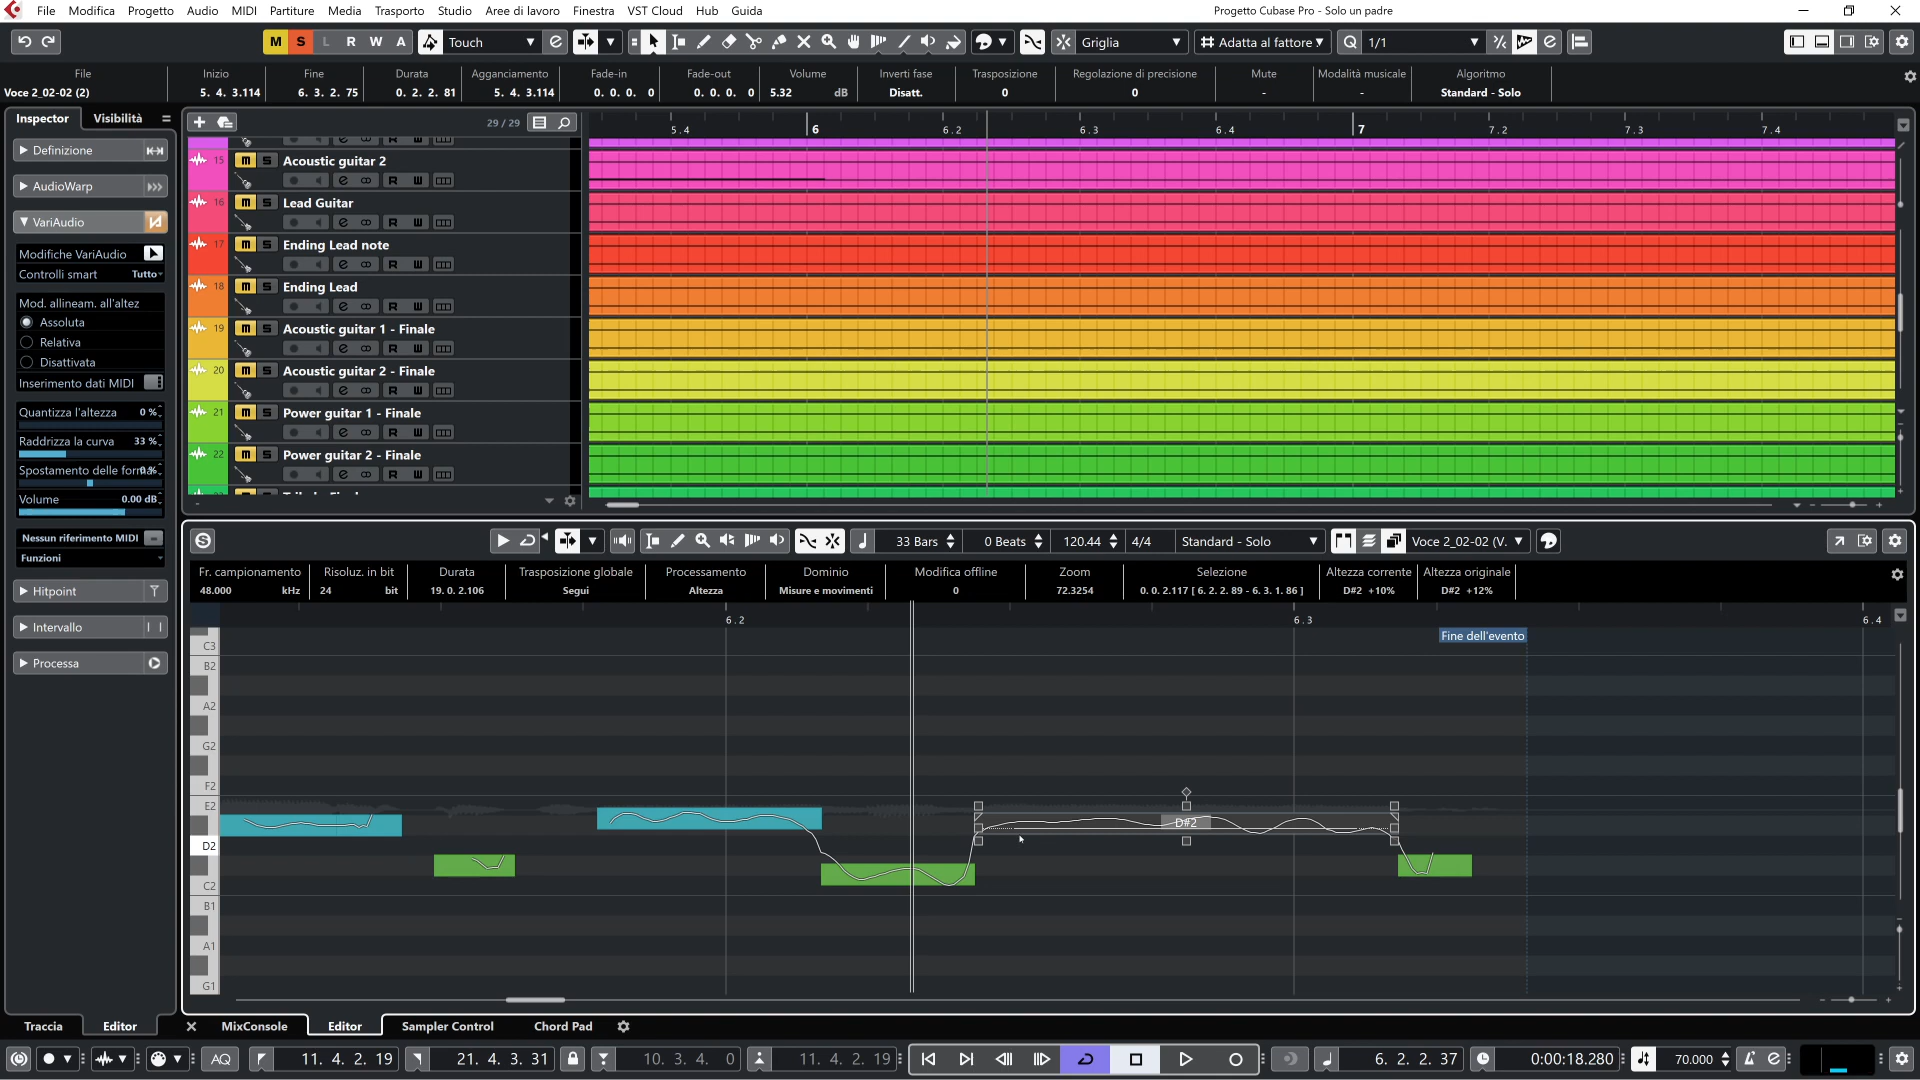 File Modifica Progetto Audio MIDI Partiture Media Trasporto Studio Aree di lavoro Finestra VST Cloud Hub Guida Progetto Cubase Pro - Solo un padre
M S L R W A Touch Griglia Adatta al fattore Q 1/1
File Inizio Fine Durata Agganciamento Fade-in Fade-out Volume Inverti fase Trasposizione Regolazione di precisione Mute Modalità musicale Algoritmo
Voce 2_02-02 (2) 5. 4. 3.114 6. 3. 2. 75 0. 2. 2. 81 5. 4. 3.114 0. 0. 0. 0 0. 0. 0. 0 5.32 dB Disatt. 0 0 - - Standard - Solo
Inspector Visibilità
29 / 29
5.4 6 6.2 6.3 6.4 7 7.2 7.3 7.4
Definizione
AudioWarp
VariAudio
Modifiche VariAudio
Controlli smart Tutto
Mod. allineam. all'altez
Assoluta
Relativa
Disattivata
Inserimento dati MIDI
Quantizza l'altezza 0 %
Raddrizza la curva 33 %
Spostamento delle form 0 %
Volume 0.00 dB
Nessun riferimento MIDI
Funzioni
Hitpoint
Intervallo
Processa
15 m S Acoustic guitar 2
e R W
16 m S Lead Guitar
e R W
17 m S Ending Lead note
e R W
18 m S Ending Lead
e R W
19 m S Acoustic guitar 1 - Finale
e R W
20 m S Acoustic guitar 2 - Finale
e R W
21 m S Power guitar 1 - Finale
e R W
22 m S Power guitar 2 - Finale
e R W
S 33 Bars 0 Beats 120.44 4/4 Standard - Solo Voce 2_02-02 (V.
Fr. campionamento Risoluz. in bit Durata Trasposizione globale Processamento Dominio Modifica offline Zoom Selezione Altezza corrente Altezza originale
48.000 kHz 24 bit 19. 0. 2.106 Segui Altezza Misure e movimenti 0 72.3254 0. 0. 2.117 [ 6. 2. 2. 89 - 6. 3. 1. 86 ] D#2 +10% D#2 +12%
6.2 6.3 6.4
Fine dell'evento
C3
B2
A2
G2
F2
E2
D#2
D2
C2
B1
A1
G1
Traccia Editor MixConsole Editor Sampler Control Chord Pad
AQ 11. 4. 2. 19 21. 4. 3. 31 10. 3. 4. 0 11. 4. 2. 19 6. 2. 2. 37 0:00:18.280 70.000